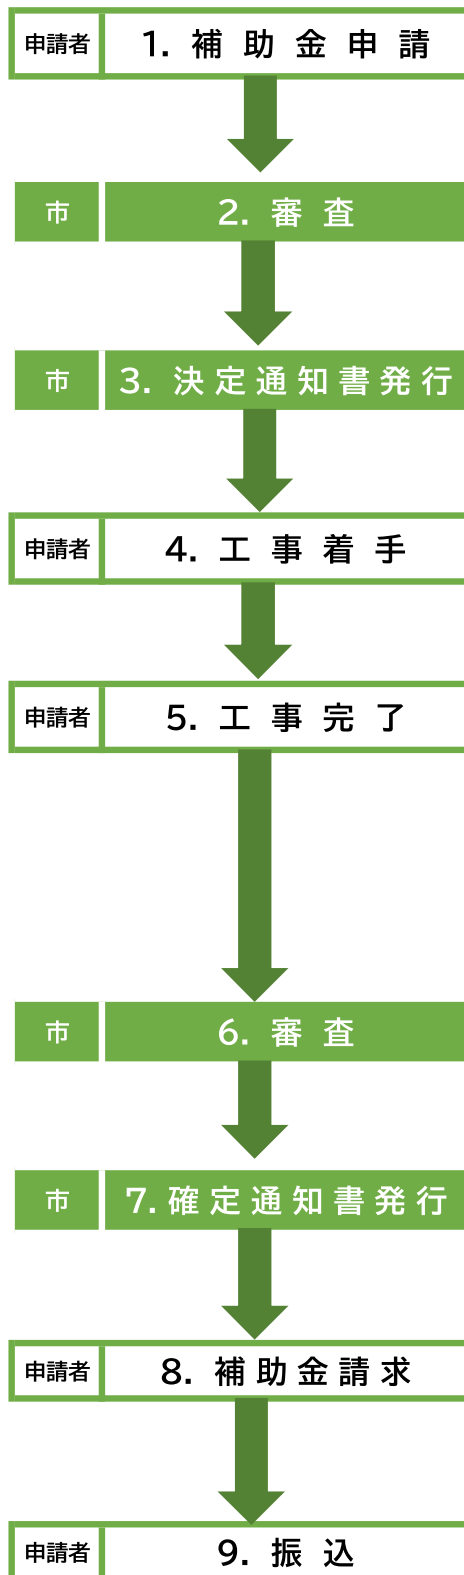 申請者 1. 補助金申請
市 2. 審査
市 3. 決定通知書発行
申請者 4. 工事着手
申請者 5. 工事完了
市 6. 審査
市 7. 確定通知書発行
申請者 8. 補助金請求
申請者 9. 振込